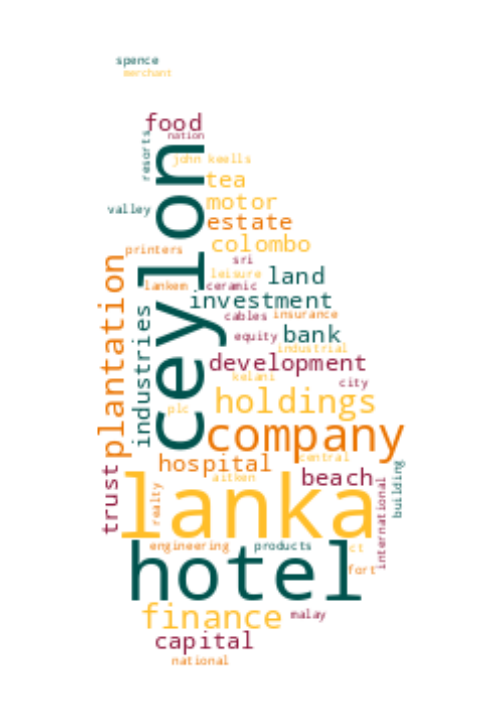 spence
merchant
food
nation
resorts
john keells
ceylon
tea
valley
motor
estate
colombo
printers
sri
leisure
land
lankem
ceramic
investment
plantation
industries
cables
insurance
equity
bank
industrial
development
kelani
city
plc
holdings
company
hospital
central
trust
aitken
beach
building
realty
lanka
international
engineering
products
ct
hotel
fort
finance
malay
capital
national